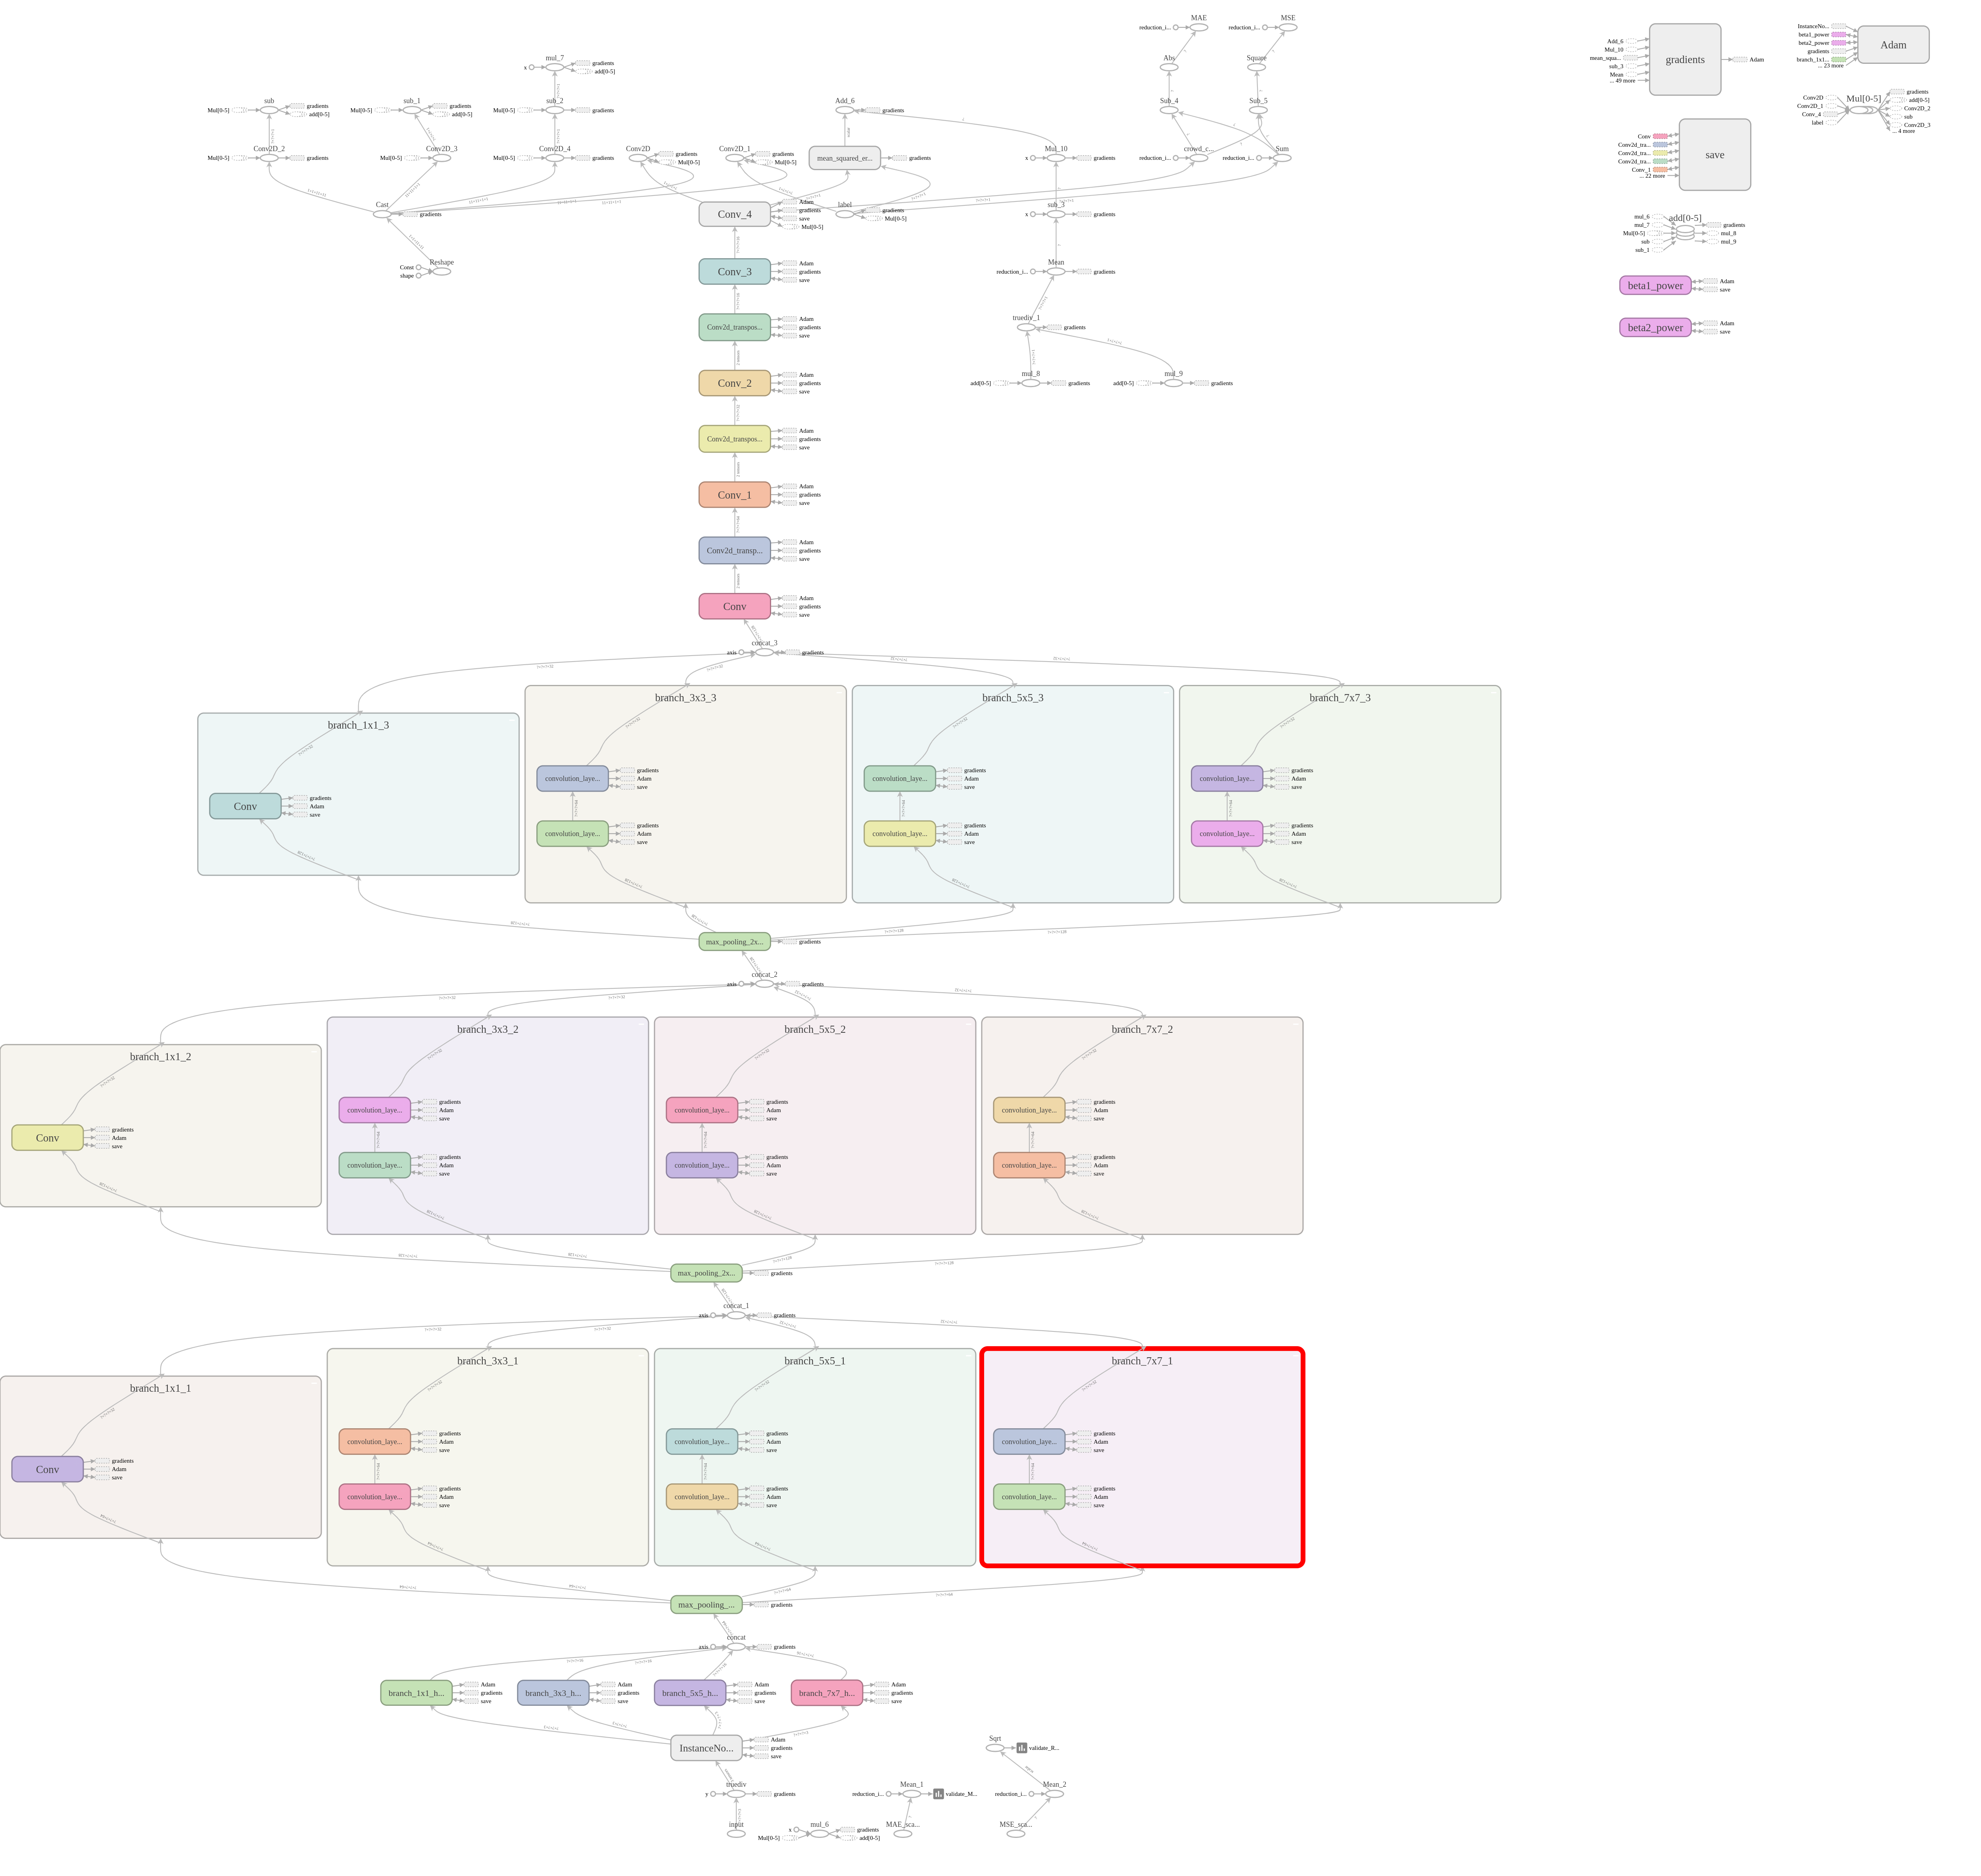 MAE
MSE
reduction_i...
reduction_i...
mul_7
x
gradients
add[0-5]
Abs
Square
sub
sub_1
sub_2
Add_6
Sub_4
Sub_5
Mul[0-5]
gradients
add[0-5]
Mul[0-5]
gradients
add[0-5]
Mul[0-5]
gradients
gradients
Conv2D_2
Conv2D_3
Conv2D_4
Conv2D
Conv2D_1
mean_squared_er...
Mul_10
crowd_c...
Sum
Mul[0-5]
gradients
Mul[0-5]
Mul[0-5]
gradients
gradients
Mul[0-5]
gradients
Mul[0-5]
gradients
x
gradients
reduction_i...
reduction_i...
Cast
gradients
Conv_4
Adam
gradients
save
Mul[0-5]
label
gradients
Mul[0-5]
sub_3
x
gradients
Reshape
Const
shape
Conv_3
Adam
gradients
save
Mean
reduction_i...
gradients
Conv2d_transpos...
Adam
gradients
save
truediv_1
gradients
Conv_2
Adam
gradients
save
mul_8
add[0-5]
gradients
mul_9
add[0-5]
gradients
Conv2d_transpos...
Adam
gradients
save
Conv_1
Adam
gradients
save
Conv2d_transp...
Adam
gradients
save
Conv
Adam
gradients
save
concat_3
axis
gradients
branch_1x1_3
Conv
gradients
Adam
save
branch_3x3_3
convolution_laye...
gradients
Adam
save
convolution_laye...
gradients
Adam
save
branch_5x5_3
convolution_laye...
gradients
Adam
save
convolution_laye...
gradients
Adam
save
branch_7x7_3
convolution_laye...
gradients
Adam
save
convolution_laye...
gradients
Adam
save
max_pooling_2x...
gradients
concat_2
axis
gradients
branch_1x1_2
Conv
gradients
Adam
save
branch_3x3_2
convolution_laye...
gradients
Adam
save
convolution_laye...
gradients
Adam
save
branch_5x5_2
convolution_laye...
gradients
Adam
save
convolution_laye...
gradients
Adam
save
branch_7x7_2
convolution_laye...
gradients
Adam
save
convolution_laye...
gradients
Adam
save
max_pooling_2x...
gradients
concat_1
axis
gradients
branch_1x1_1
Conv
gradients
Adam
save
branch_3x3_1
convolution_laye...
gradients
Adam
save
convolution_laye...
gradients
Adam
save
branch_5x5_1
convolution_laye...
gradients
Adam
save
convolution_laye...
gradients
Adam
save
branch_7x7_1
convolution_laye...
gradients
Adam
save
convolution_laye...
gradients
Adam
save
max_pooling_...
gradients
concat
axis
gradients
branch_1x1_h...
Adam
gradients
save
branch_3x3_h...
Adam
gradients
save
branch_5x5_h...
Adam
gradients
save
branch_7x7_h...
Adam
gradients
save
InstanceNo...
Adam
gradients
save
truediv
y
gradients
input
mul_6
x
Mul[0-5]
gradients
add[0-5]
Mean_1
reduction_i...
validate_M...
MAE_sca...
Sqrt
validate_R...
Mean_2
reduction_i...
MSE_sca...
gradients
Add_6
Mul_10
mean_squa...
sub_3
Mean
... 49 more
Adam
Adam
InstanceNo...
beta1_power
beta2_power
gradients
branch_1x1...
... 23 more
Mul[0-5]
Conv2D
Conv2D_1
Conv_4
label
gradients
add[0-5]
Conv2D_2
sub
Conv2D_3
... 4 more
save
Conv
Conv2d_tra...
Conv2d_tra...
Conv2d_tra...
Conv_1
... 22 more
add[0-5]
mul_6
mul_7
Mul[0-5]
sub
sub_1
gradients
mul_8
mul_9
beta1_power
Adam
save
beta2_power
Adam
save